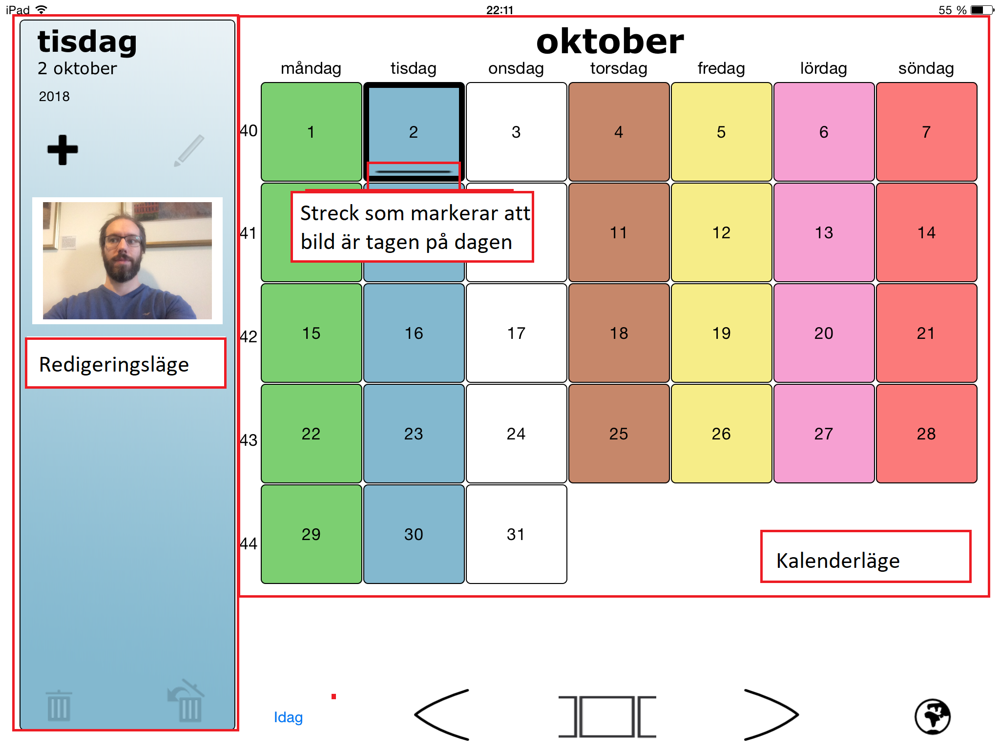 iPad 22:11 55 %
tisdag
2 oktober
2018
Redigeringsläge
oktober
måndag tisdag onsdag torsdag fredag lördag söndag
40 1 2 3 4 5 6 7
Streck som markerar att
bild är tagen på dagen
41 11 12 13 14
42 15 16 17 18 19 20 21
43 22 23 24 25 26 27 28
44 29 30 31
Kalenderläge
Idag